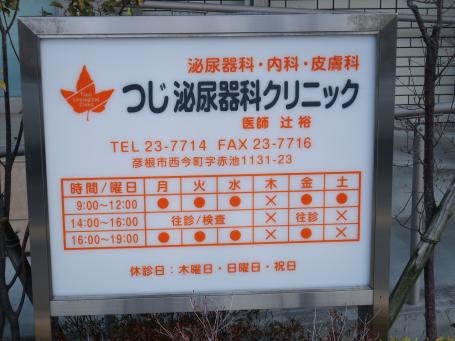 泌尿器科・内科・皮膚科
Tsuji Urological Clinic
つじ泌尿器科クリニック
医師 辻 裕
TEL 23-7714 FAX 23-7716
彦根市西今町字赤池1131-23
時間/曜日 月 火 水 木 金 土
9:00~12:00 ● ● ● × ● ●
14:00~16:00 往診/検査 × 往診 ×
16:00~19:00 ● ● ● × ● ×
休診日:木曜日・日曜日・祝日